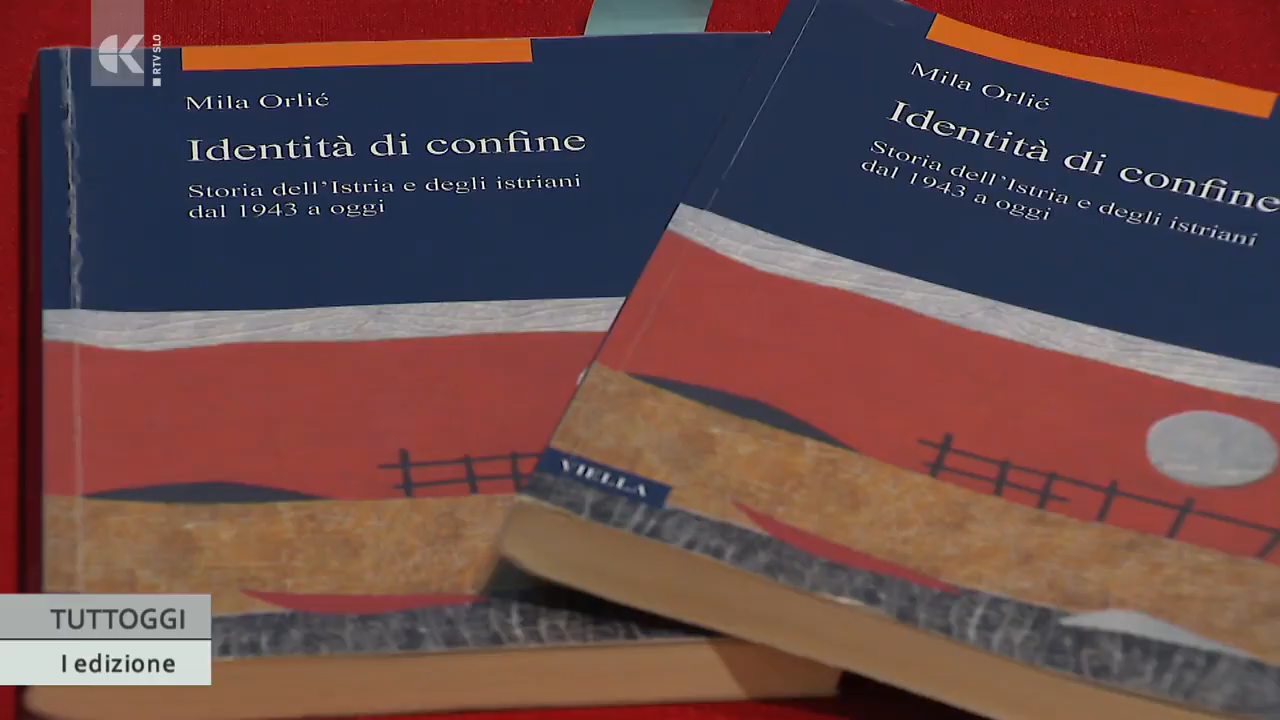 RTV SLO
Mila Orlić
Identità di confine
Storia dell'Istria e degli istriani
dal 1943 a oggi
Mila Orlić
Identità di confine
Storia dell'Istria e degli istriani
dal 1943 a oggi
VIELLA
TUTTOGGI
I edizione